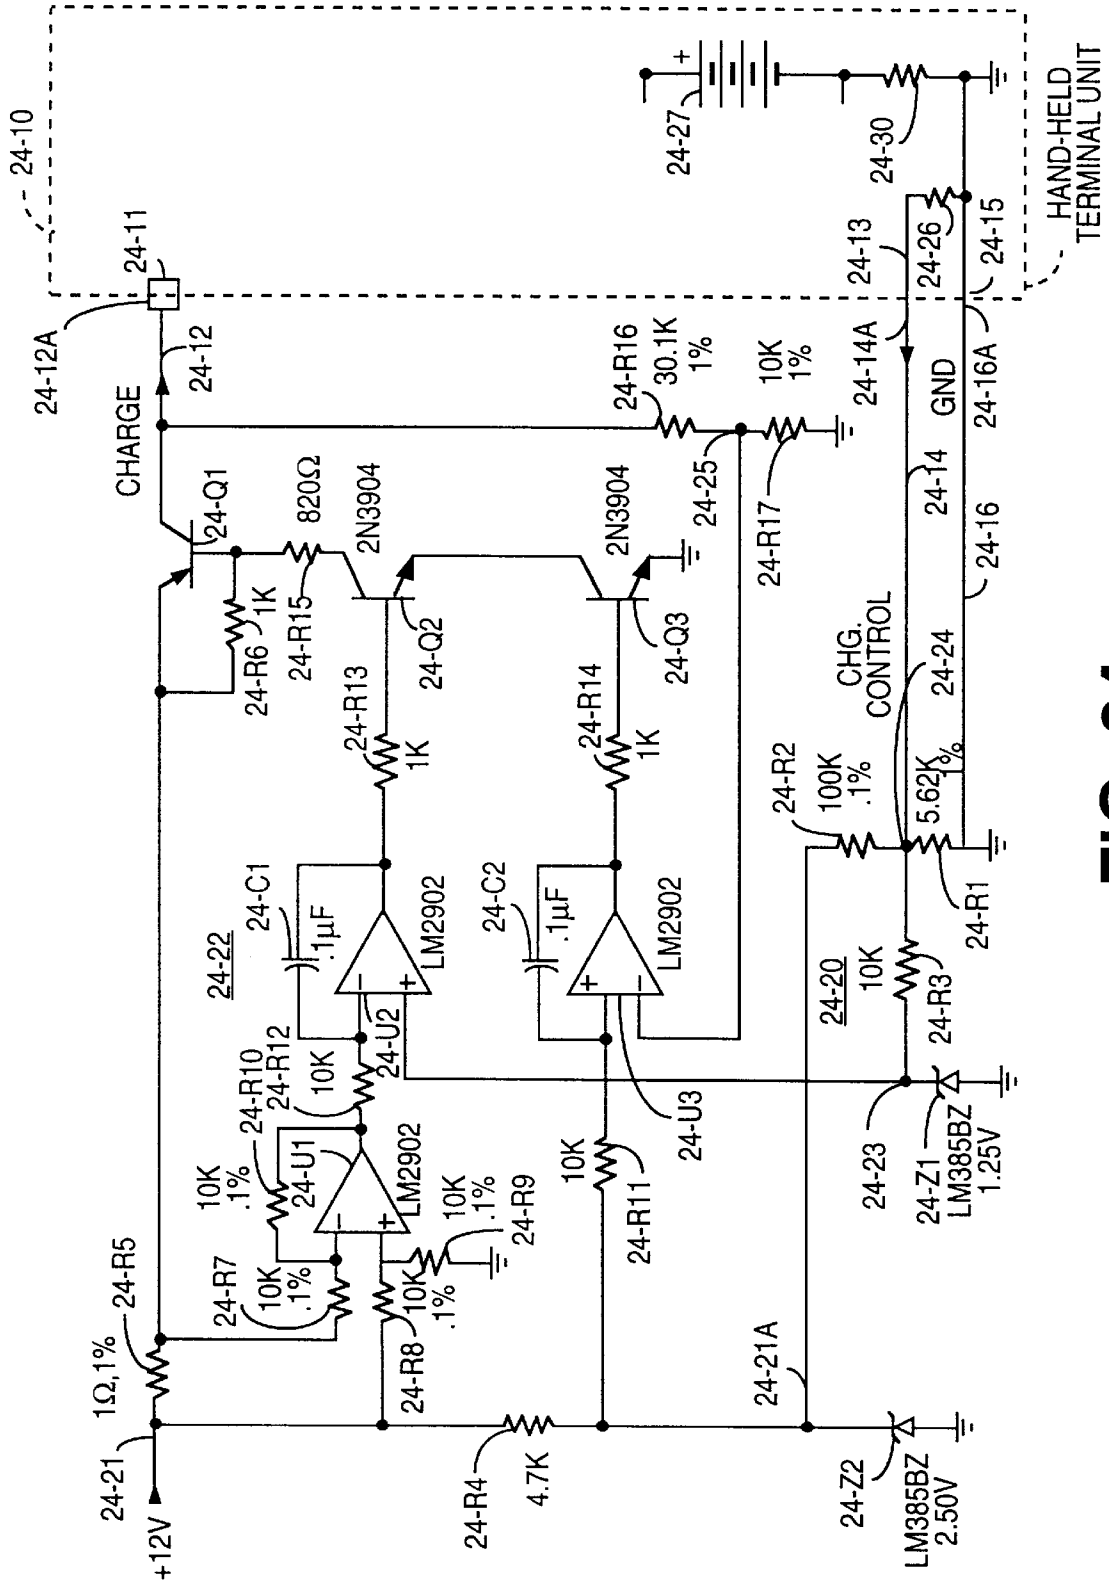 24-10
24-12A
24-11
CHARGE
24-12
24-Q1
1K
24-R6
820Ω
24-R15
2N3904
24-Q2
24-R13
1K
2N3904
24-Q3
24-R14
1K
24-R16
30.1K
1%
10K
1%
24-25
24-R17
24-27
+
24-30
24-13
24-26
24-15
HAND-HELD
TERMINAL UNIT
24-14A
GND
24-16A
24-14
24-16
CHG.
CONTROL
24-24
24-R2
100K
.1%
5.62K
1%
24-R1
24-20
10K
24-R3
24-23
24-Z1
LM385BZ
1.25V
24-22
24-C1
.1µF
LM2902
24-U2
- +
24-C2
.1µF
LM2902
+ -
24-U3
24-R10
24-R12
10K
10K
.1%
24-U1
LM2902
- +
10K
.1%
24-R9
24-R7
10K
.1%
10K
.1%
24-R8
10K
24-R11
24-R5
1Ω,1%
24-21
+12V
24-R4
4.7K
24-21A
24-Z2
LM385BZ
2.50V